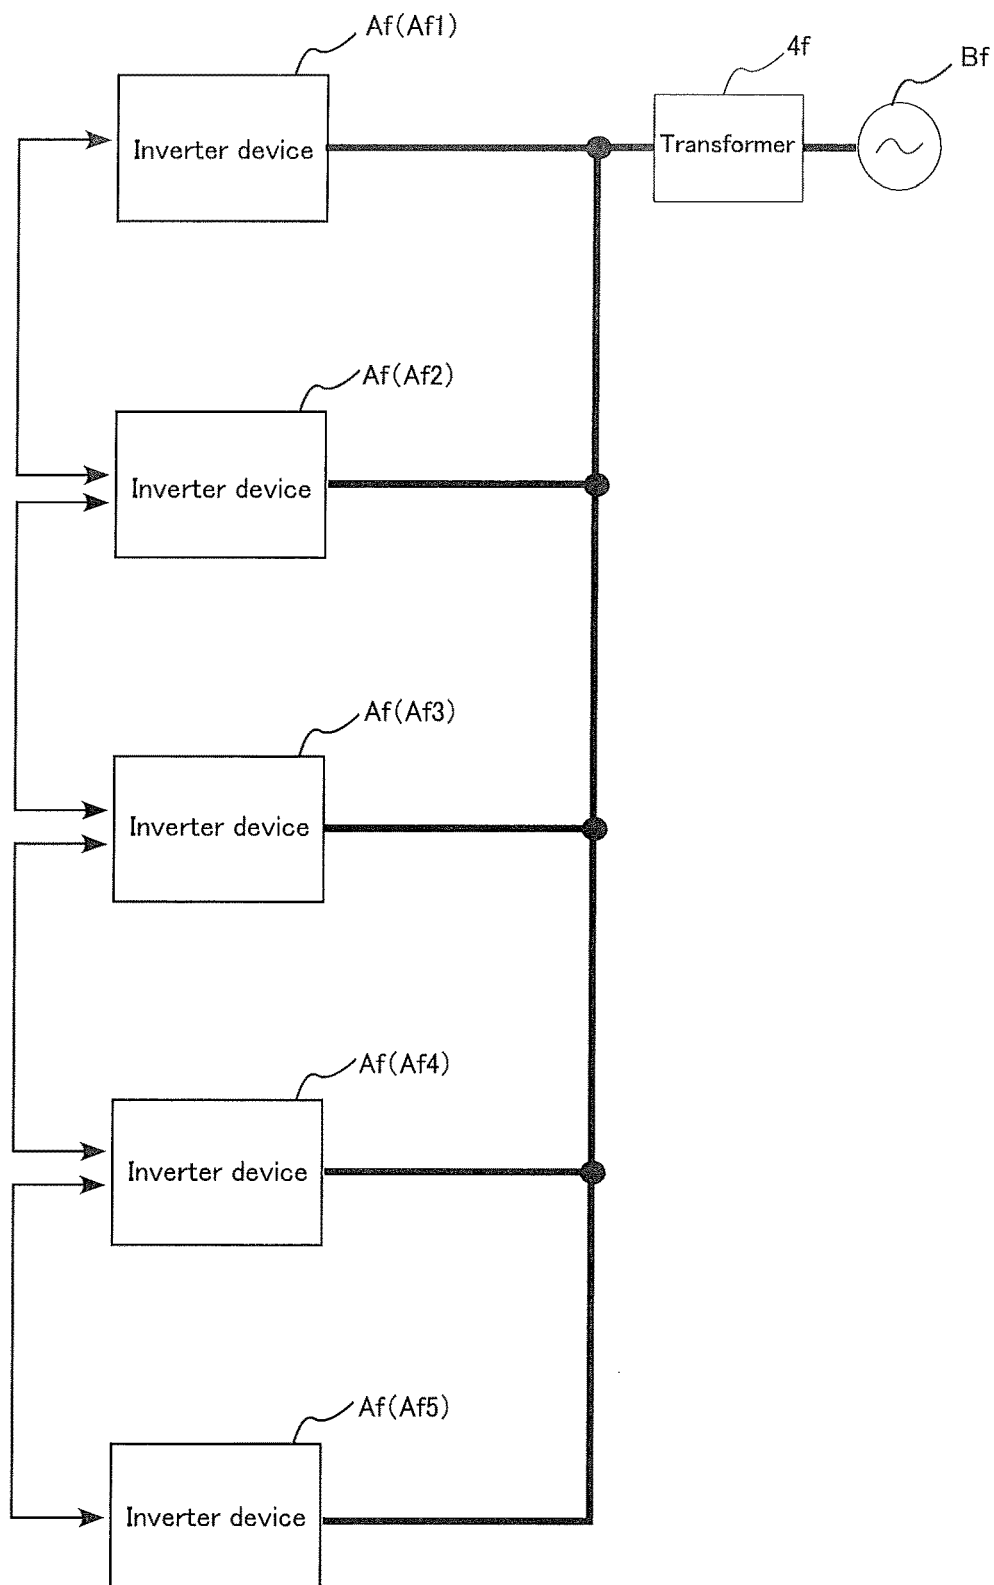 Af(Af1)
4f
Bf
Inverter device
Transformer
Af(Af2)
Inverter device
Af(Af3)
Inverter device
Af(Af4)
Inverter device
Af(Af5)
Inverter device